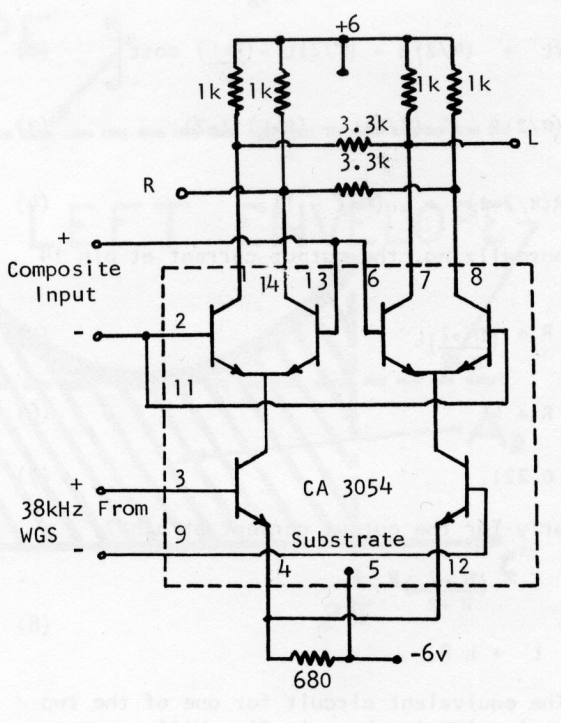 +6
1k 1k 1k 1k
3.3k
3.3k
L
R
+
Composite
Input
-
1 14 13 6 7 8
2
11
+
3
CA 3054
38kHz From
WGS
-
9
Substrate
4 5 12
-6v
680